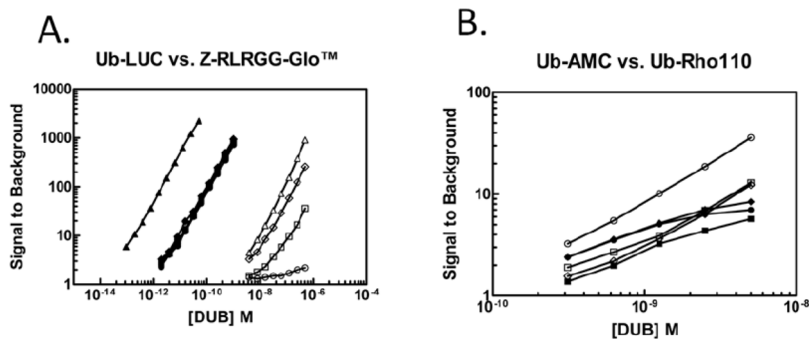 A.
Ub-LUC vs. Z-RLRGG-Glo™
Signal to Background
10000
1000
100
10
1
10-14
10-12
10-10
10-8
10-6
10-4
[DUB] M
B.
Ub-AMC vs. Ub-Rho110
Signal to Background
100
10
1
10-10
10-9
10-8
[DUB] M